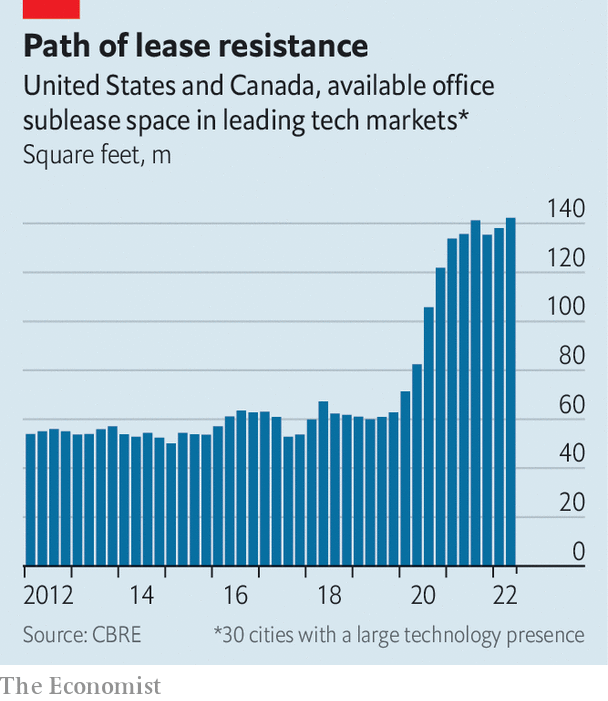 Path of lease resistance
United States and Canada, available office
sublease space in leading tech markets*
Square feet, m
140
120
100
80
60
40
20
0
2012 14 16 18 20 22
Source: CBRE *30 cities with a large technology presence
The Economist